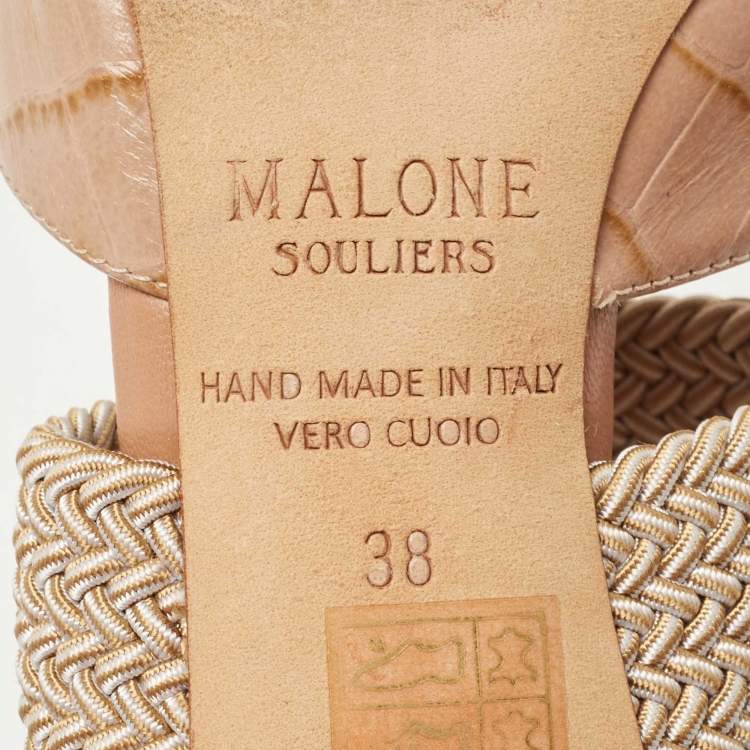 MALONE
SOULIERS
HAND MADE IN ITALY
VERO CUOIO
38